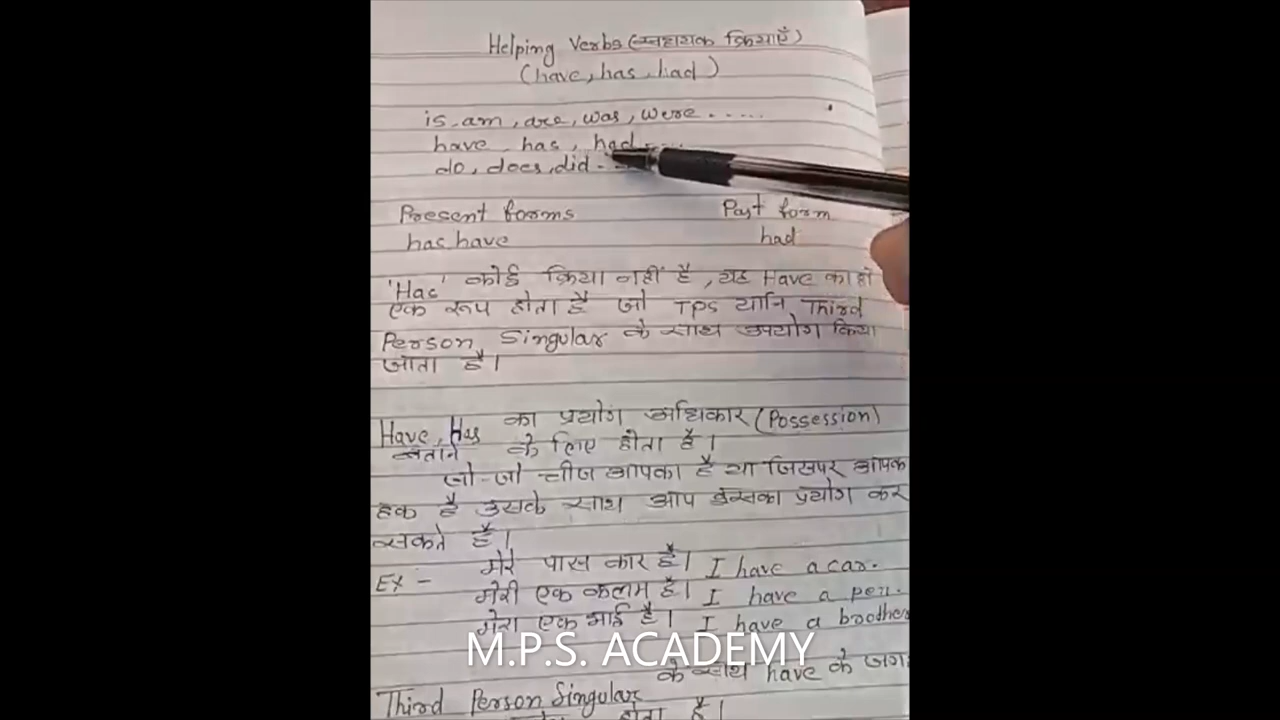 Helping Verbs (सहायक क्रियाएँ)
(have, has, had)
is, am, are, was, were.....
have, has, had....
do, does, did
Present forms Past form
has, have had
'Has' कोई क्रिया नहीं है, यह Have का ही
एक रूप होता है जो TPS यानि Third
Person Singular के साथ उपयोग किया
जाता है।
Have, Has का प्रयोग अधिकार (Possession)
बताने के लिए होता है।
जो-जो चीज आपका है या जिसपर आपक
हक है उसके साथ आप इसका प्रयोग कर
सकते हैं।
Ex - मेरे पास कार है। I have a car.
मेरी एक कलम है। I have a pen.
मेरा एक भाई है। I have a broother
M.P.S. ACADEMY
Third Person Singular के साथ have के जगह
होता है।